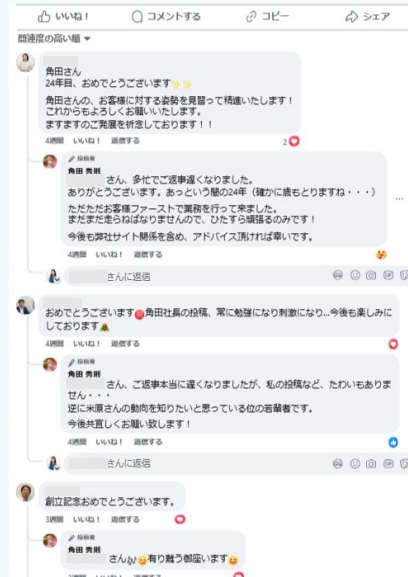 いいね！ コメントする コピー シェア
関連度の高い順
角田さん
24年目、おめでとうございます✨✨
角田さんの、お客様に対する姿勢を見習って精進いたします！
これからもよろしくお願いいたします。
ますますのご発展を祈念しております！！
4週間 いいね！ 返信する 2
投稿者
角田 秀則
さん、多忙でご返事遅くなりました。
ありがとうございます。あっという間の24年（確かに歳もとりますね・・・）
ただただお客様ファーストで業務を行って来ました。
まだまだ走らねばなりませんので、ひたすら頑張るのみです！
今後も弊社サイト関係を含め、アドバイス頂ければ幸いです。
4週間 いいね！ 返信する
さんに返信
おめでとうございます㊗角田社長の投稿、常に勉強になり刺激になり...今後も楽しみに
しております🙇
4週間 いいね！ 返信する
投稿者
角田 秀則
さん、ご返事本当に遅くなりましたが、私の投稿など、たわいもありま
せん・・・
逆に米原さんの動向を知りたいと思っている位の若輩者です。
今後共宜しくお願い致します！
4週間 いいね！ 返信する
さんに返信
創立記念おめでとうございます。
3週間 いいね！ 返信する
投稿者
角田 秀則
さん🎶😊有り難う御座います😊
いいね！ 返信する